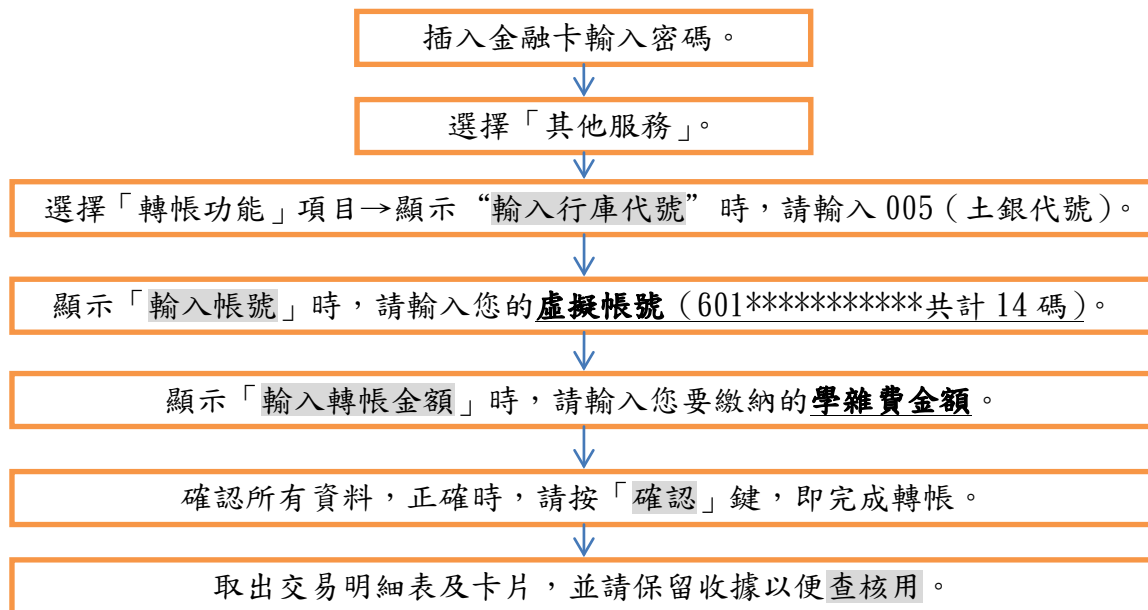 插入金融卡輸入密碼。
選擇「其他服務」。
選擇「轉帳功能」項目→顯示“輸入行庫代號”時,請輸入 005(土銀代號)。
顯示「輸入帳號」時,請輸入您的虛擬帳號(601***********共計 14 碼)。
顯示「輸入轉帳金額」時,請輸入您要繳納的學雜費金額。
確認所有資料,正確時,請按「確認」鍵,即完成轉帳。
取出交易明細表及卡片,並請保留收據以便查核用。